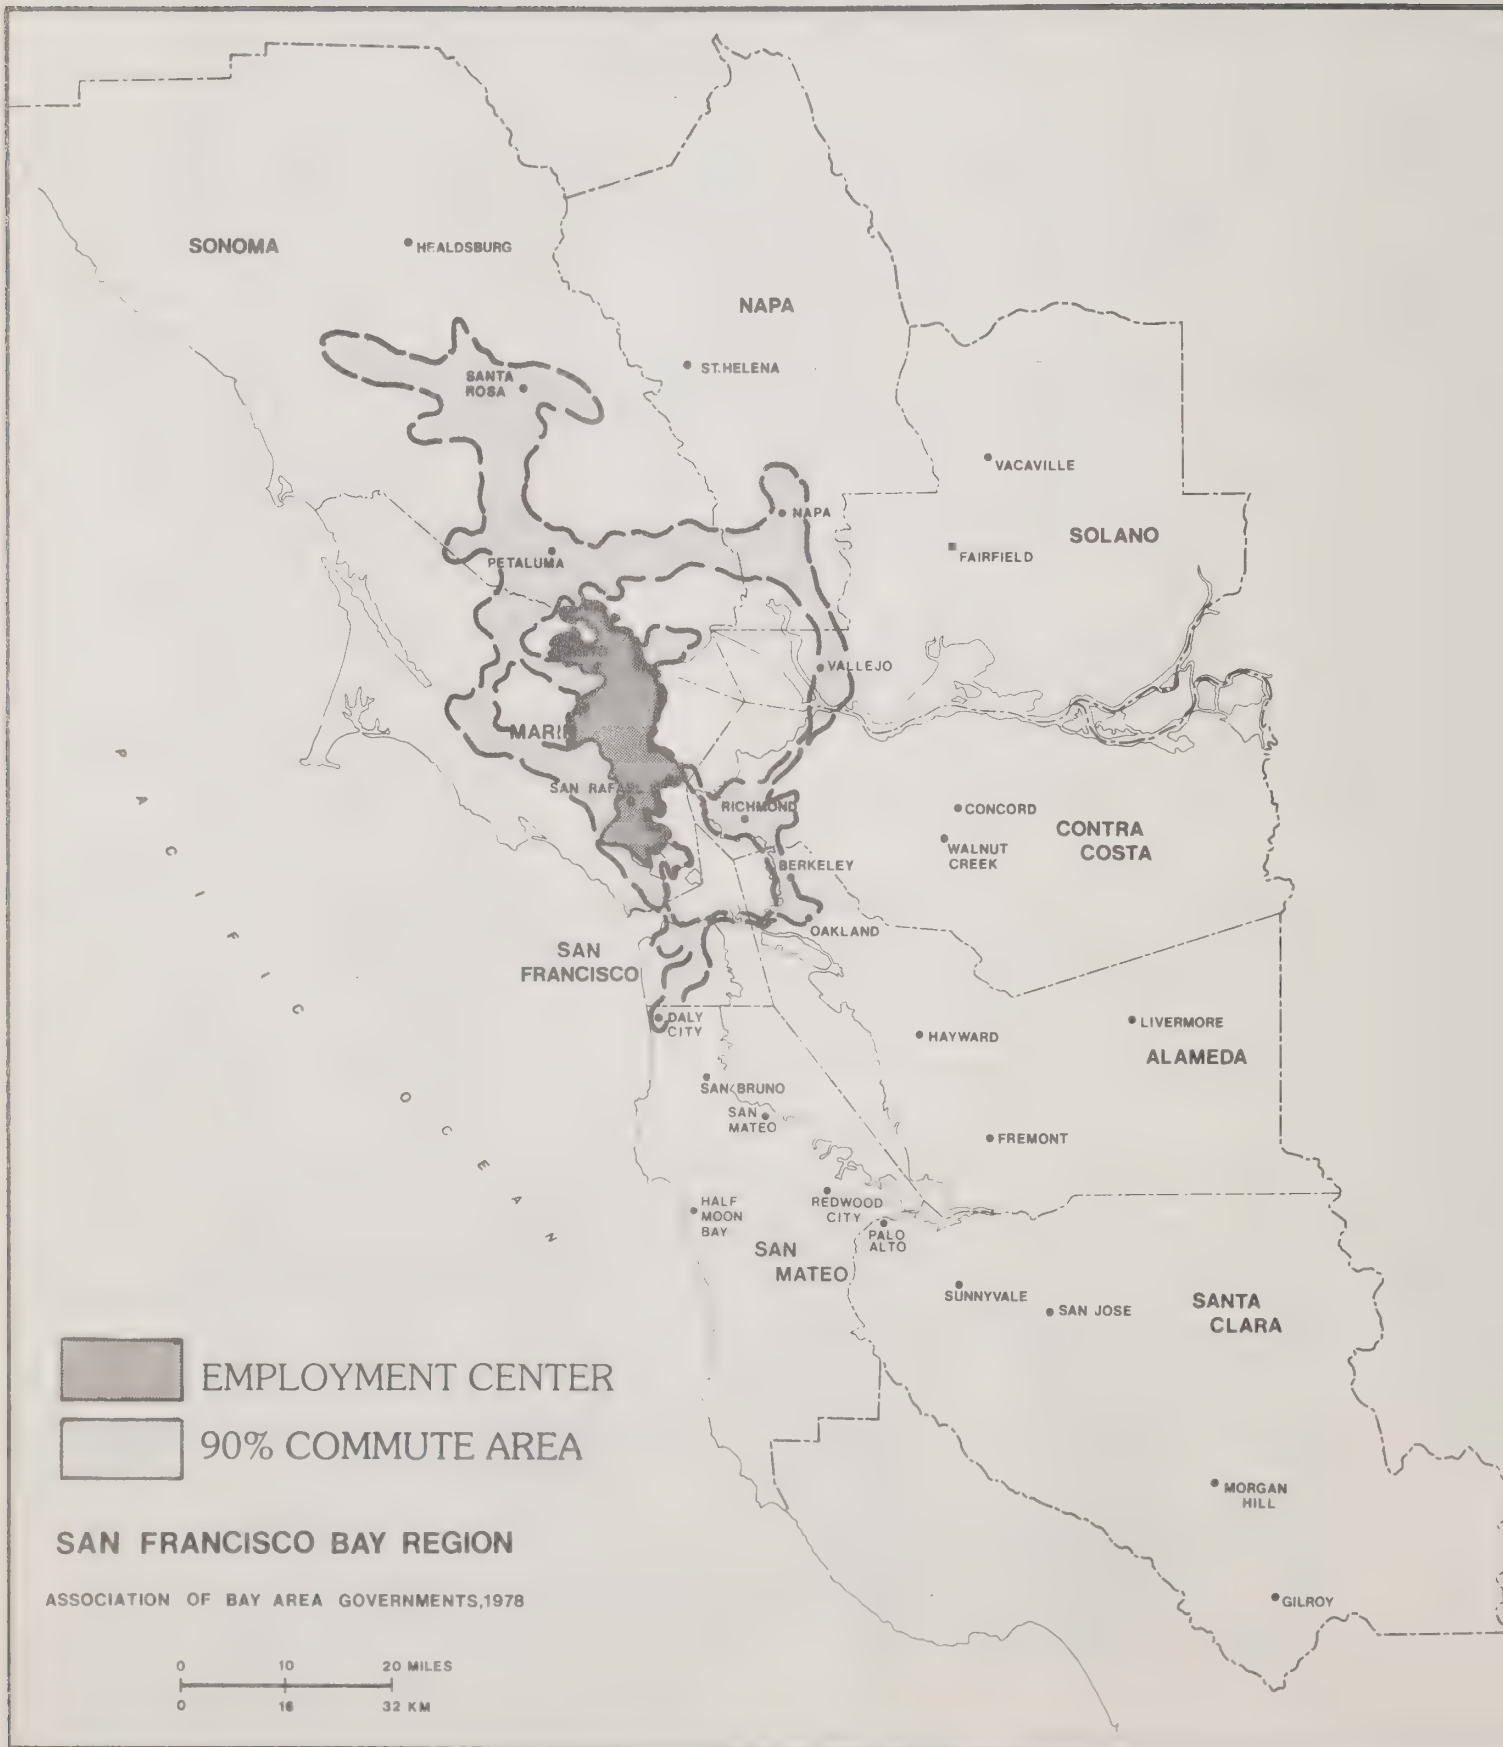 SONOMA
HEALDSBURG
NAPA
ST. HELENA
SANTA
ROSA
VACAVILLE
NAPA
SOLANO
FAIRFIELD
PETALUMA
VALLEJO
MARIN
SAN RAFAEL
RICHMOND
CONCORD
CONTRA
COSTA
WALNUT
CREEK
BERKELEY
OAKLAND
PACIFIC OCEAN
SAN
FRANCISCO
DALY
CITY
HAYWARD
LIVERMORE
ALAMEDA
SAN BRUNO
SAN
MATEO
FREMONT
HALF
MOON
BAY
REDWOOD
CITY
PALO
ALTO
SAN
MATEO
SUNNYVALE
SAN JOSE
SANTA
CLARA
MORGAN
HILL
GILROY
EMPLOYMENT CENTER
90% COMMUTE AREA
SAN FRANCISCO BAY REGION
ASSOCIATION OF BAY AREA GOVERNMENTS,1978
0 10 20 MILES
0 16 32 KM